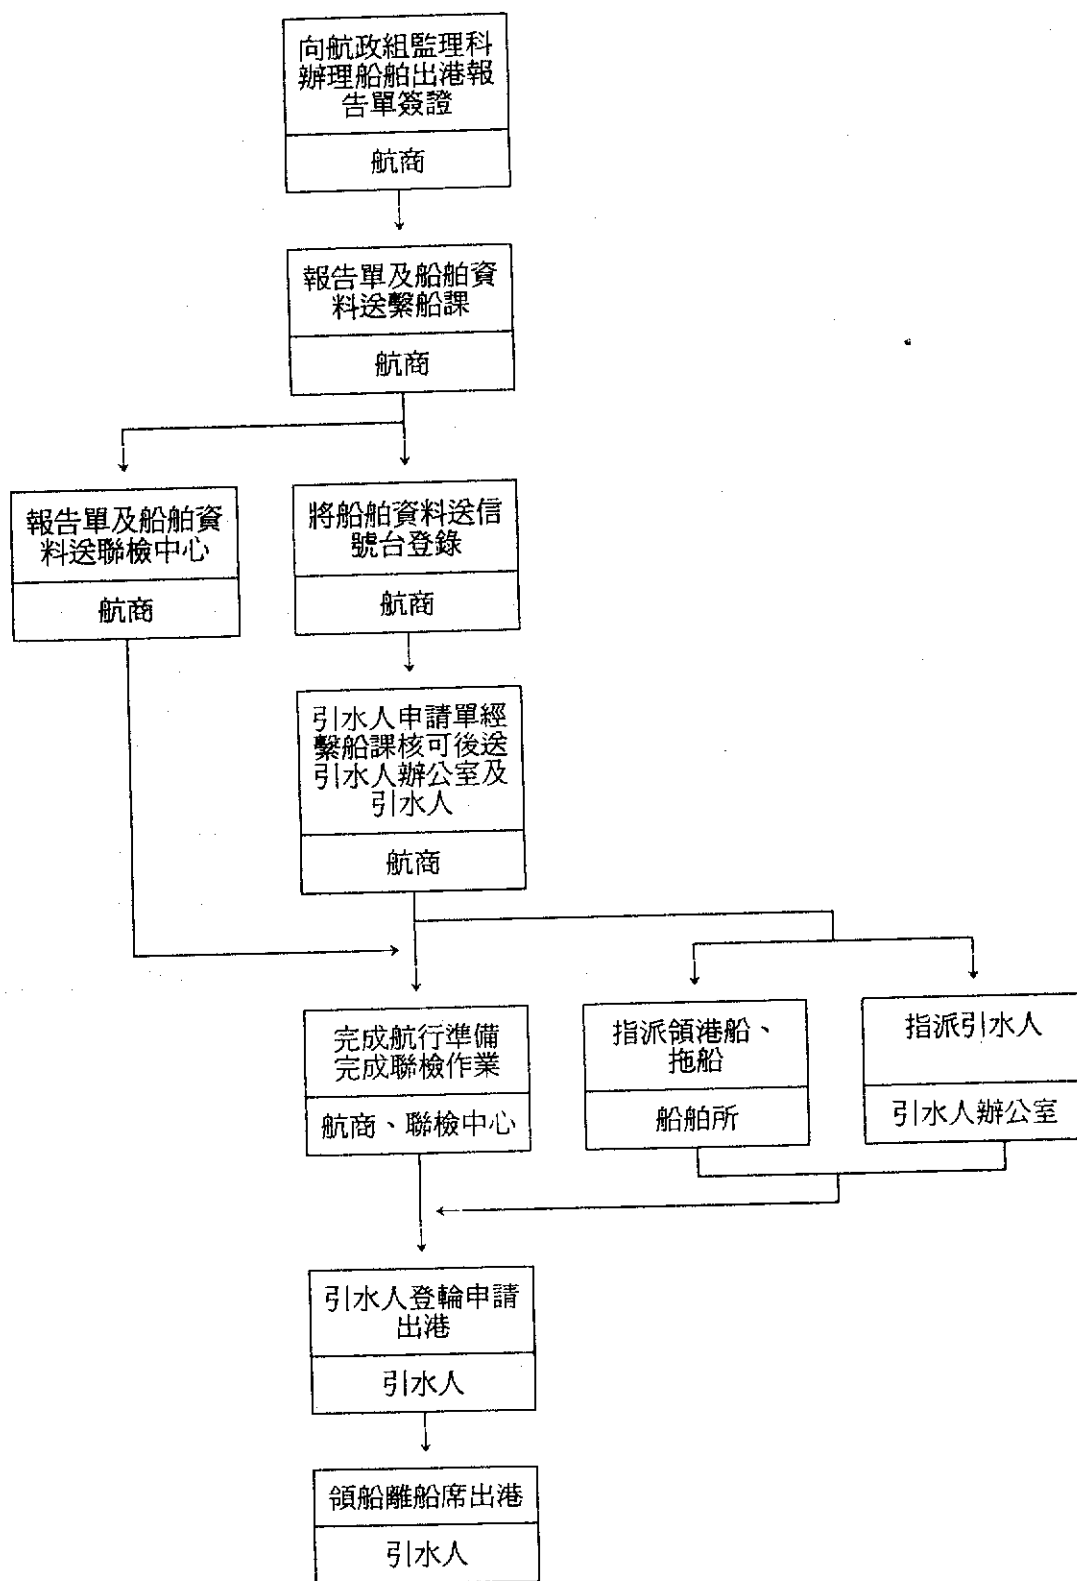 向航政組監理科
辦理船舶出港報
告單簽證
航商
報告單及船舶資
料送繫船課
航商
報告單及船舶資
料送聯檢中心
航商
將船舶資料送信
號台登錄
航商
引水人申請單經
繫船課核可後送
引水人辦公室及
引水人
航商
完成航行準備
完成聯檢作業
航商、聯檢中心
指派領港船、
拖船
船舶所
指派引水人
引水人辦公室
引水人登輪申請
出港
引水人
領船離船席出港
引水人